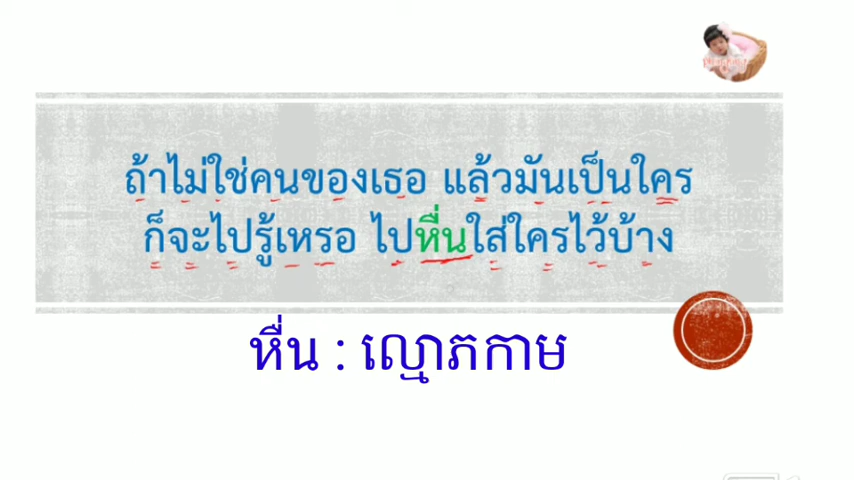 ถ้าไม่ใช่คนของเธอ แล้วมันเป็นใคร
ก็จะไปรู้เหรอ ไปหื่นใส่ใครไว้บ้าง
หื่น : ល្មោភកាម